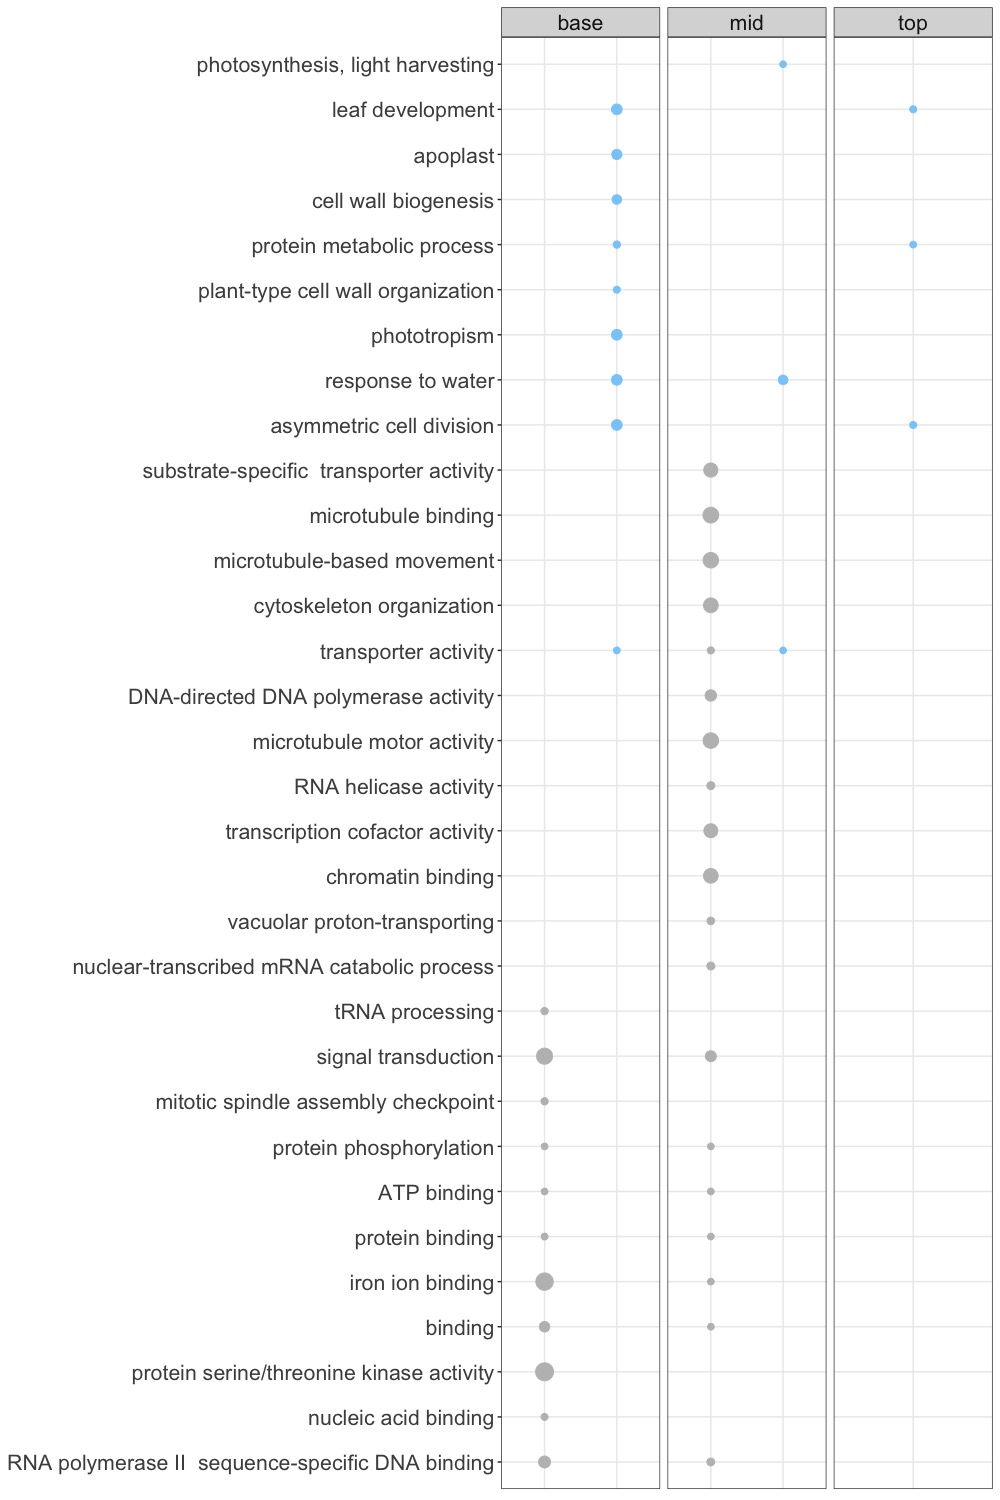 base mid top
photosynthesis, light harvesting
leaf development
apoplast
cell wall biogenesis
protein metabolic process
plant-type cell wall organization
phototropism
response to water
asymmetric cell division
substrate-specific  transporter activity
microtubule binding
microtubule-based movement
cytoskeleton organization
transporter activity
DNA-directed DNA polymerase activity
microtubule motor activity
RNA helicase activity
transcription cofactor activity
chromatin binding
vacuolar proton-transporting
nuclear-transcribed mRNA catabolic process
tRNA processing
signal transduction
mitotic spindle assembly checkpoint
protein phosphorylation
ATP binding
protein binding
iron ion binding
binding
protein serine/threonine kinase activity
nucleic acid binding
RNA polymerase II  sequence-specific DNA binding